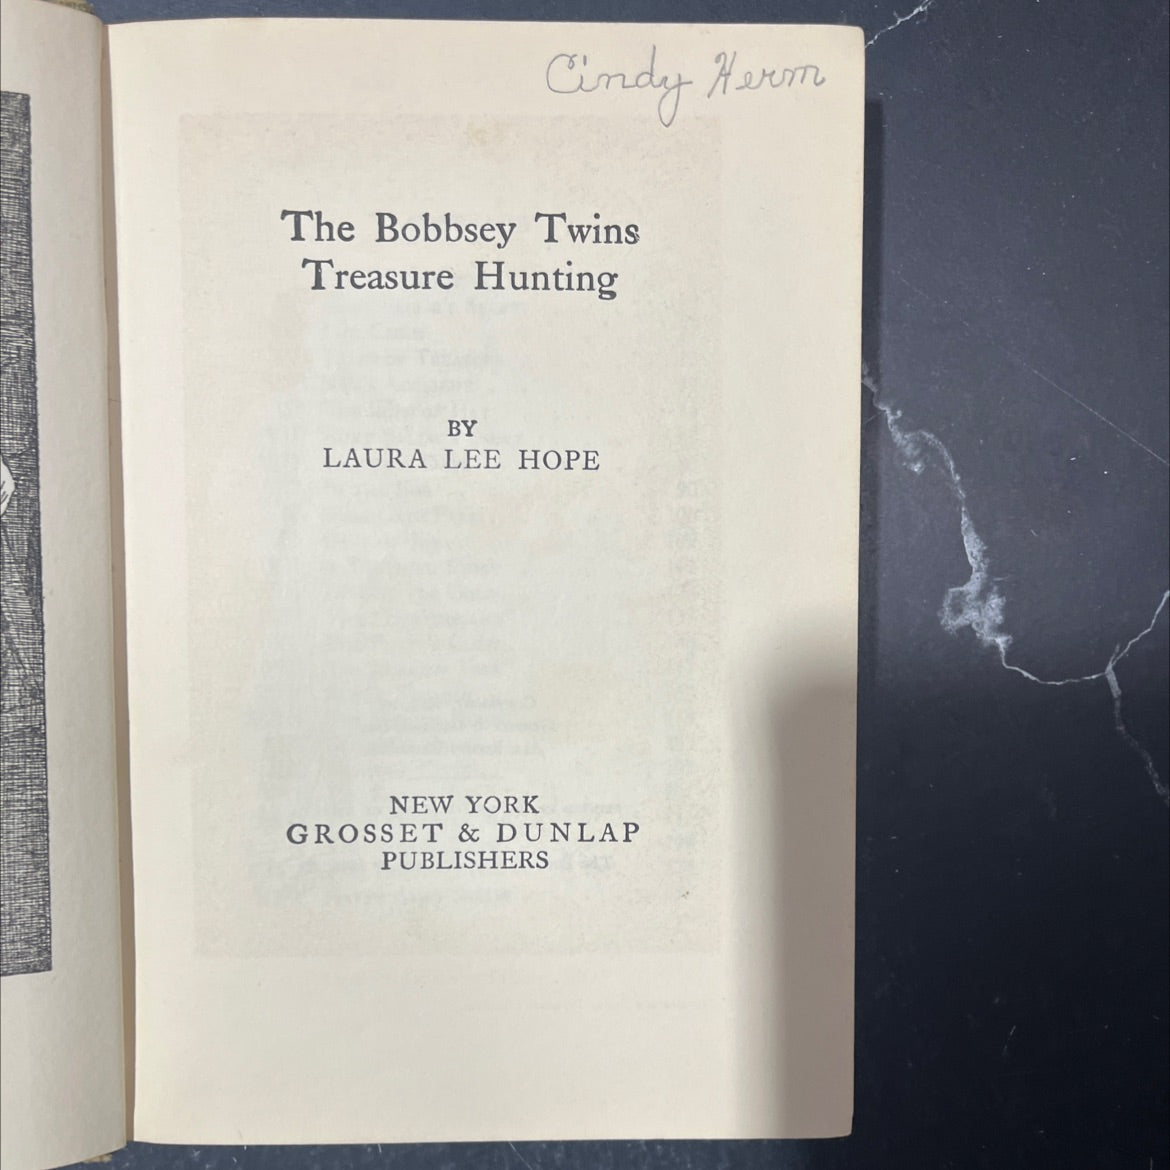 Cindy Herm
The Bobbsey Twins
Treasure Hunting
BY
LAURA LEE HOPE
NEW YORK
GROSSET & DUNLAP
PUBLISHERS